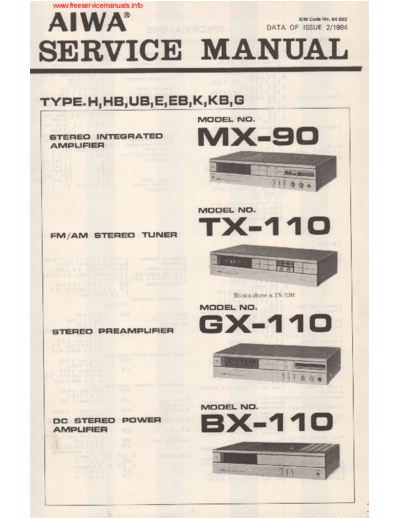 www.freeservicemanuals.info
AIWA®
S/M Code No. 84-652
DATA OF ISSUE 2/1984
SERVICE MANUAL
TYPE.H,HB,UB,E,EB,K,KB,G
STEREO INTEGRATED
AMPLIFIER
MODEL NO.
MX-90
FM/AM STEREO TUNER
MODEL NO.
TX-110
Shown above is TX-110H
STEREO PREAMPLIFIER
MODEL NO.
GX-110
DC STEREO POWER
AMPLIFIER
MODEL NO.
BX-110